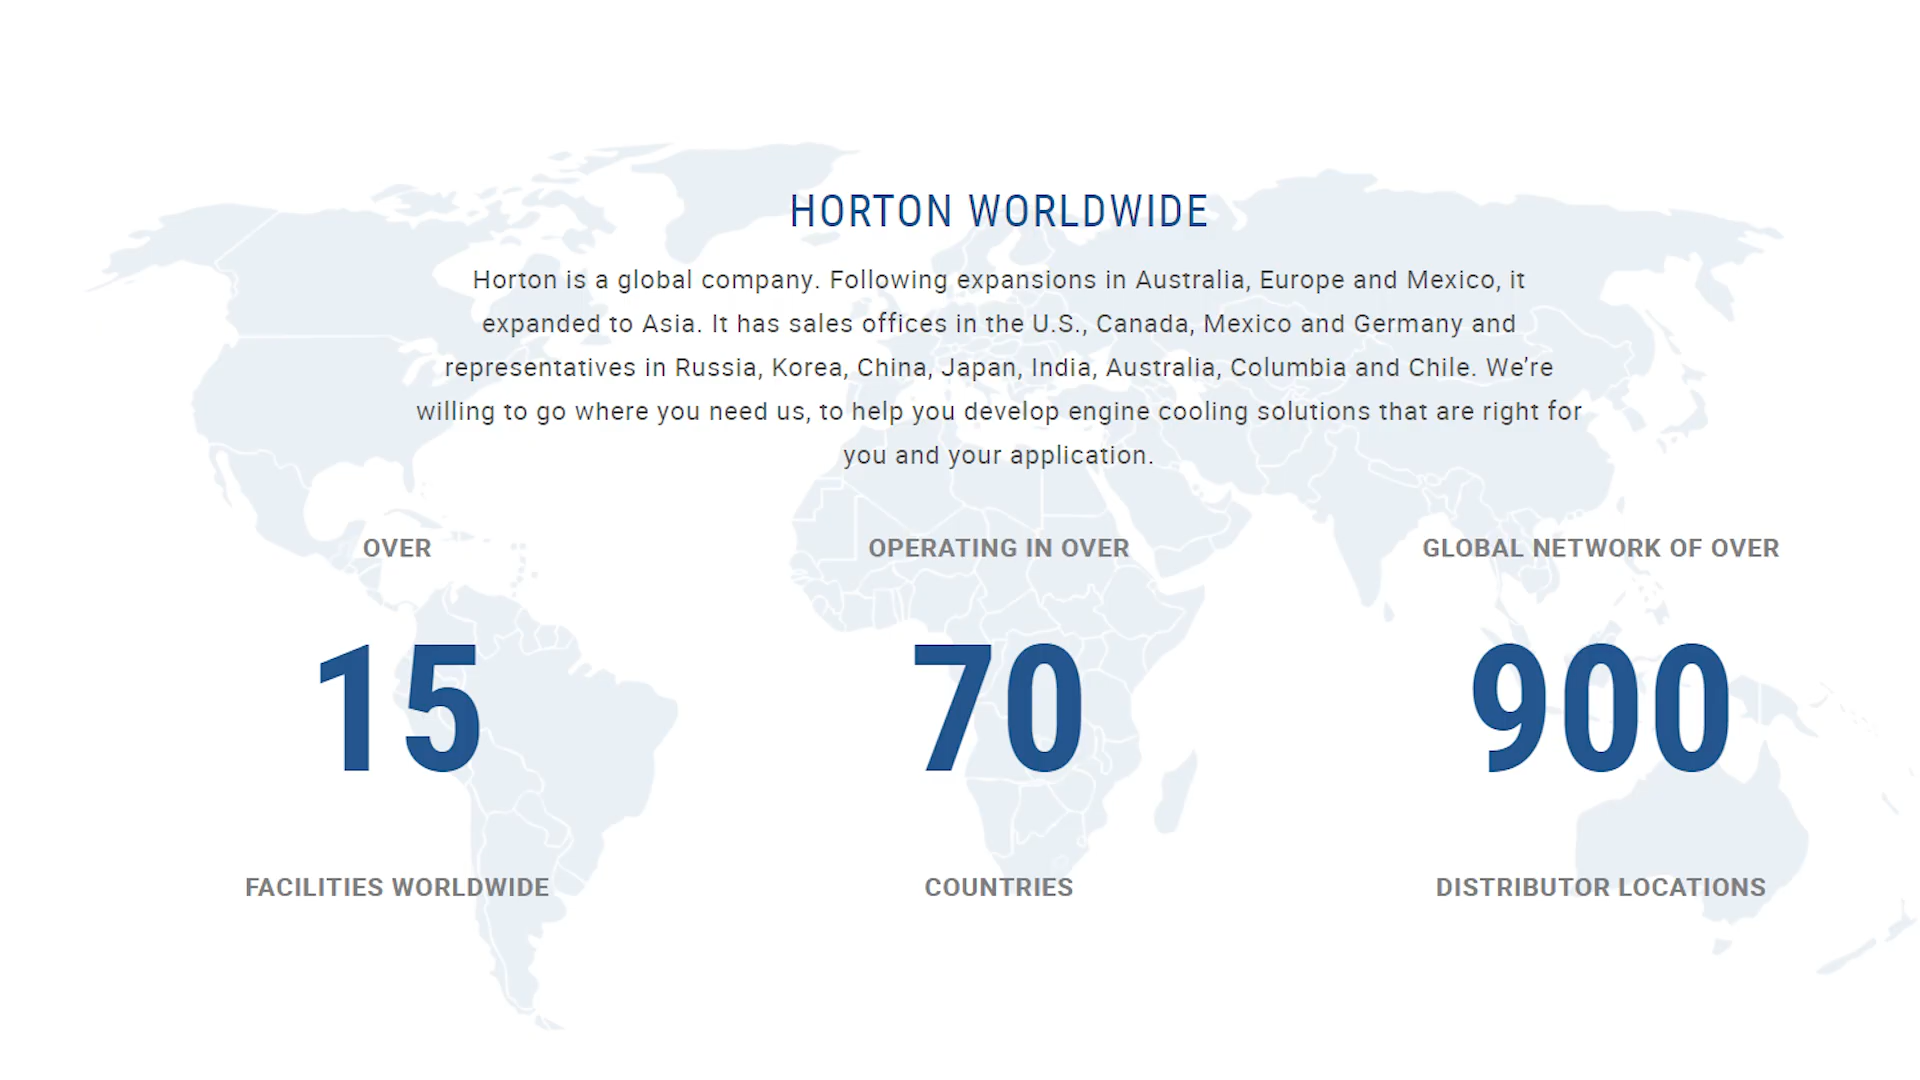 HORTON WORLDWIDE
Horton is a global company. Following expansions in Australia, Europe and Mexico, it
expanded to Asia. It has sales offices in the U.S., Canada, Mexico and Germany and
representatives in Russia, Korea, China, Japan, India, Australia, Columbia and Chile. We’re
willing to go where you need us, to help you develop engine cooling solutions that are right for
you and your application.
OVER
15
FACILITIES WORLDWIDE
OPERATING IN OVER
70
COUNTRIES
GLOBAL NETWORK OF OVER
900
DISTRIBUTOR LOCATIONS